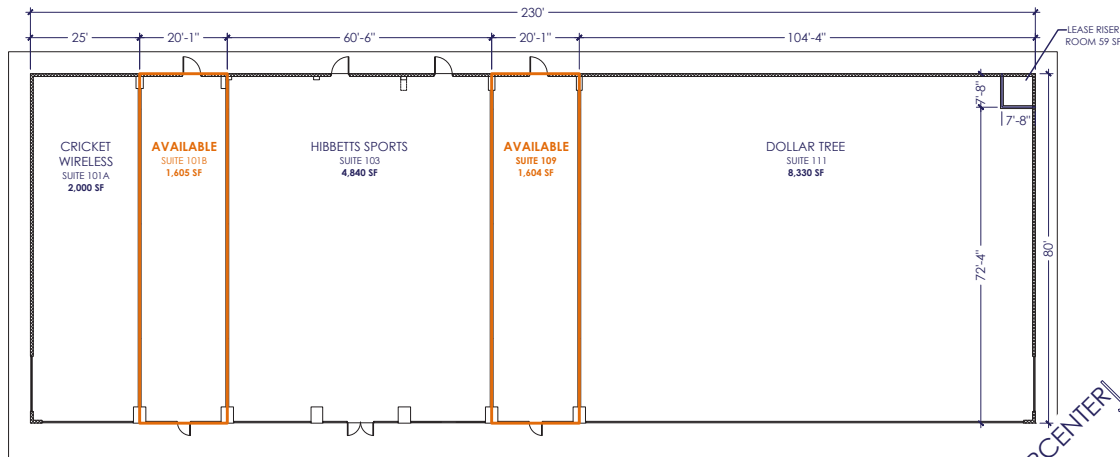 230'
25'
20'-1"
60'-6"
20'-1"
104'-4"
LEASE RISER
ROOM 59 SF
7'-8"
7'-8"
CRICKET
WIRELESS
SUITE 101A
2,000 SF
AVAILABLE
SUITE 101B
1,605 SF
HIBBETTS SPORTS
SUITE 103
4,840 SF
AVAILABLE
SUITE 109
1,604 SF
DOLLAR TREE
SUITE 111
8,330 SF
72'-4"
80'
RCENTER